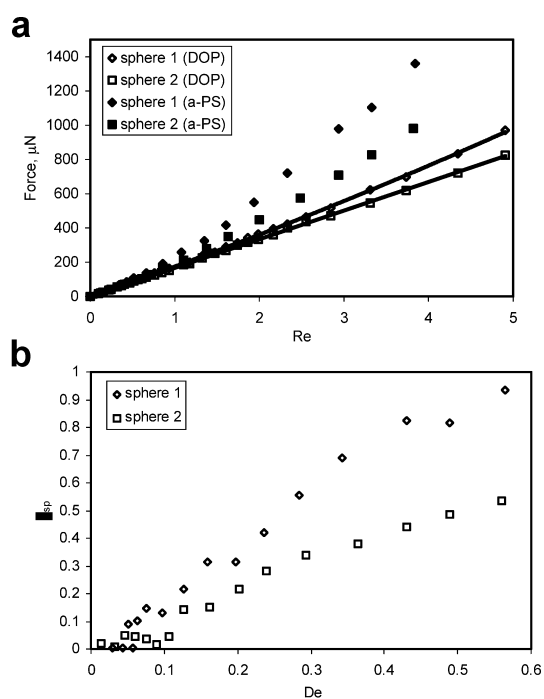 a
1400
1200
1000
800
600
400
200
0
Force, μN
sphere 1 (DOP)
sphere 2 (DOP)
sphere 1 (a-PS)
sphere 2 (a-PS)
0 1 2 3 4 5
Re
b
1
0.9
0.8
0.7
0.6
0.5
0.4
0.3
0.2
0.1
0
sp
sphere 1
sphere 2
0 0.1 0.2 0.3 0.4 0.5 0.6
De